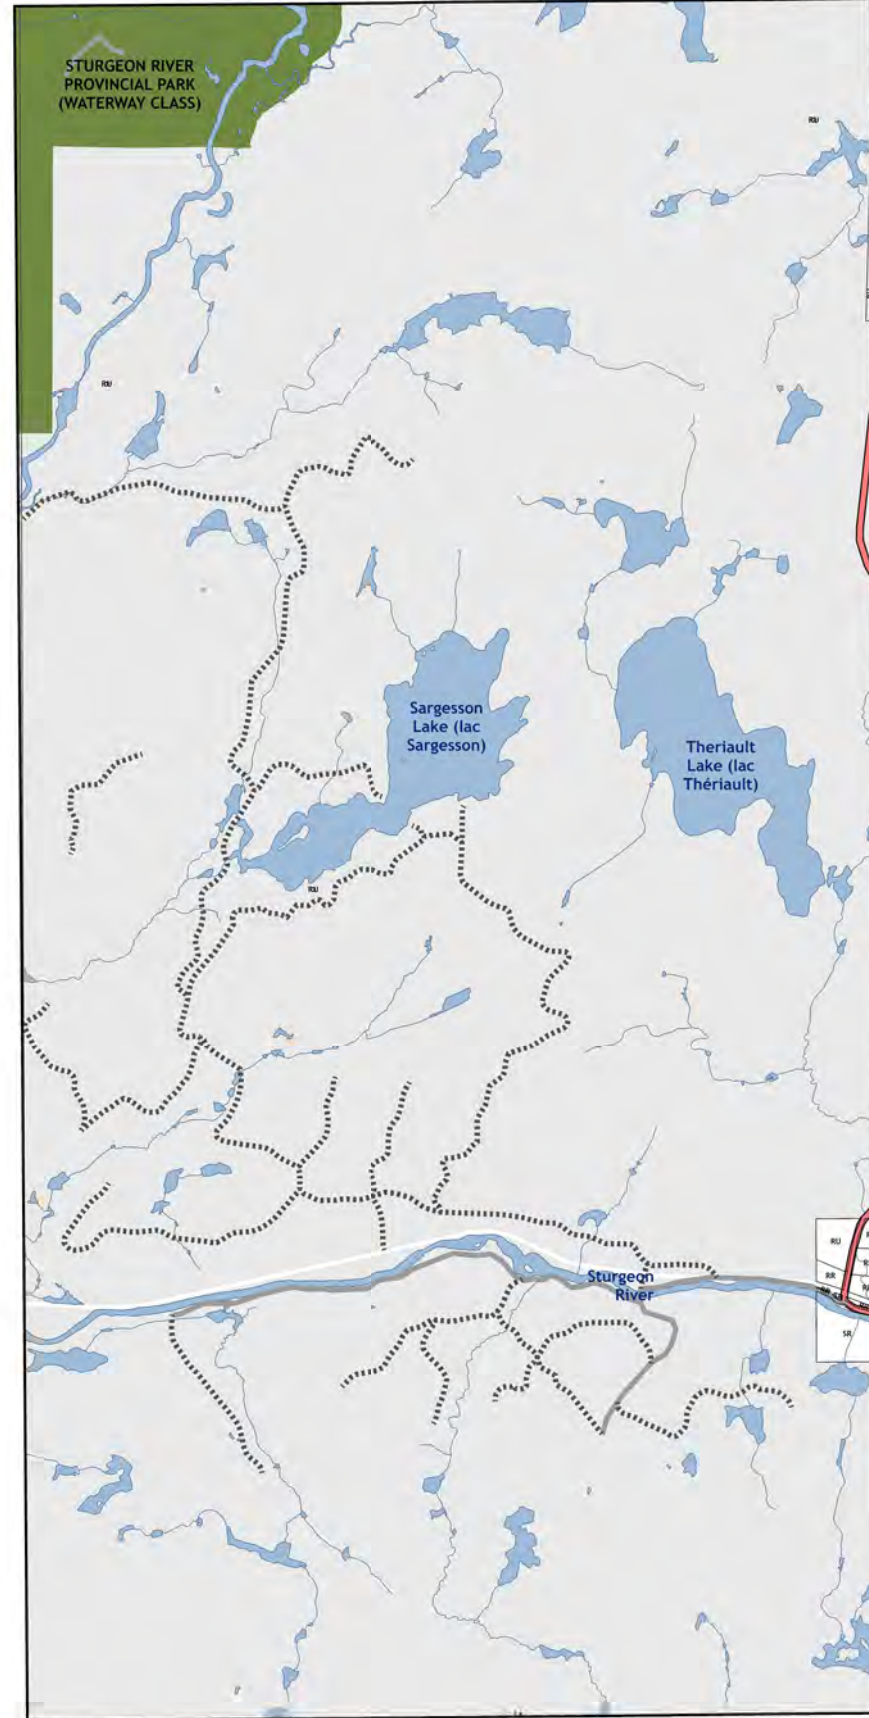 STURGEON RIVER
PROVINCIAL PARK
(WATERWAY CLASS)
RU
RU
Sargesson
Lake (lac
Sargesson)
Theriault
Lake (lac
Thériault)
RU
RU
RR
Sturgeon
River
SR